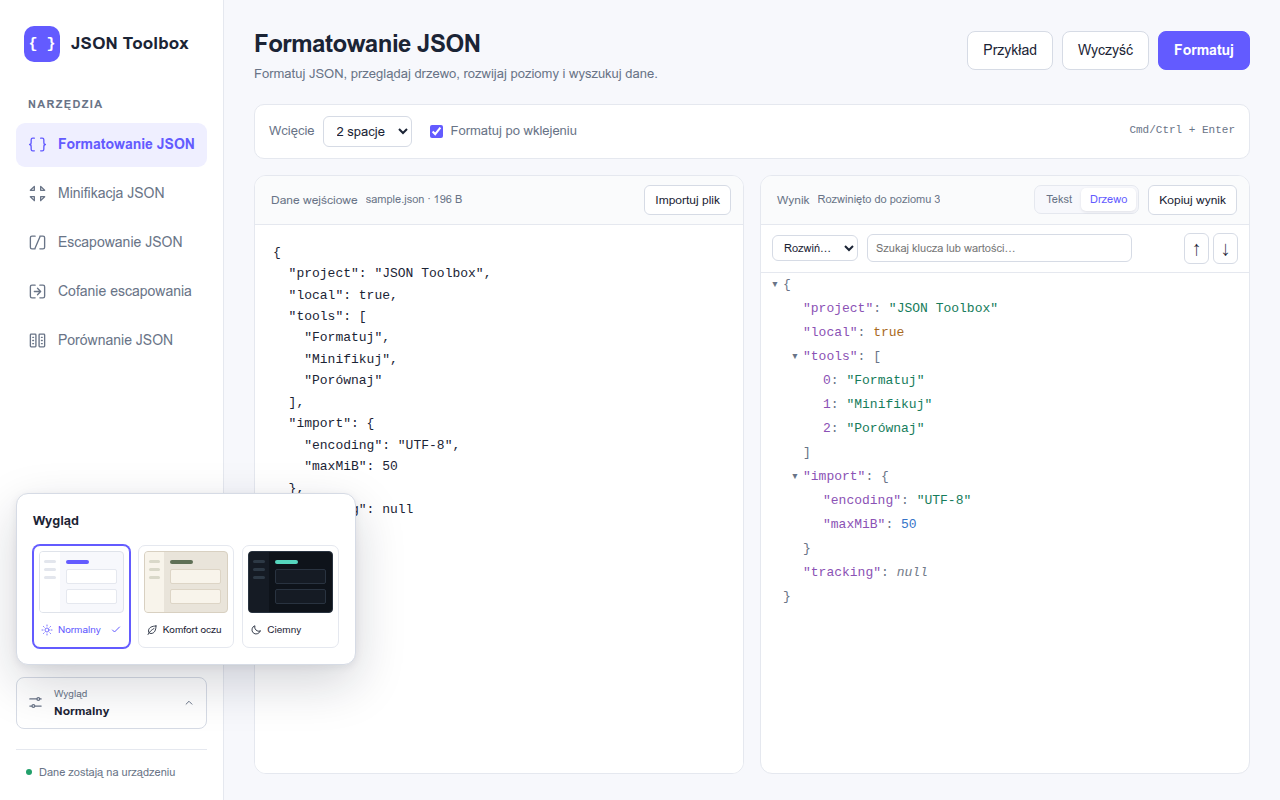 { } JSON Toolbox
NARZĘDZIA
{ } Formatowanie JSON
Minifikacja JSON
Escapowanie JSON
Cofanie escapowania
Porównanie JSON
Wygląd
Normalny
Komfort oczu
Ciemny
Wygląd
Normalny
Dane zostają na urządzeniu
Formatowanie JSON
Formatuj JSON, przeglądaj drzewo, rozwijaj poziomy i wyszukuj dane.
Przykład
Wyczyść
Formatuj
Wcięcie
2 spacje
Formatuj po wklejeniu
Cmd/Ctrl + Enter
Dane wejściowe sample.json · 196 B
Importuj plik
{
  "project": "JSON Toolbox",
  "local": true,
  "tools": [
    "Formatuj",
    "Minifikuj",
    "Porównaj"
  ],
  "import": {
    "encoding": "UTF-8",
    "maxMiB": 50
  },
g": null
Wynik Rozwinięto do poziomu 3
Tekst
Drzewo
Kopiuj wynik
Rozwiń…
Szukaj klucza lub wartości…
↑ ↓
▾ {
"project": "JSON Toolbox"
"local": true
▾ "tools": [
0: "Formatuj"
1: "Minifikuj"
2: "Porównaj"
]
▾ "import": {
"encoding": "UTF-8"
"maxMiB": 50
}
"tracking": null
}